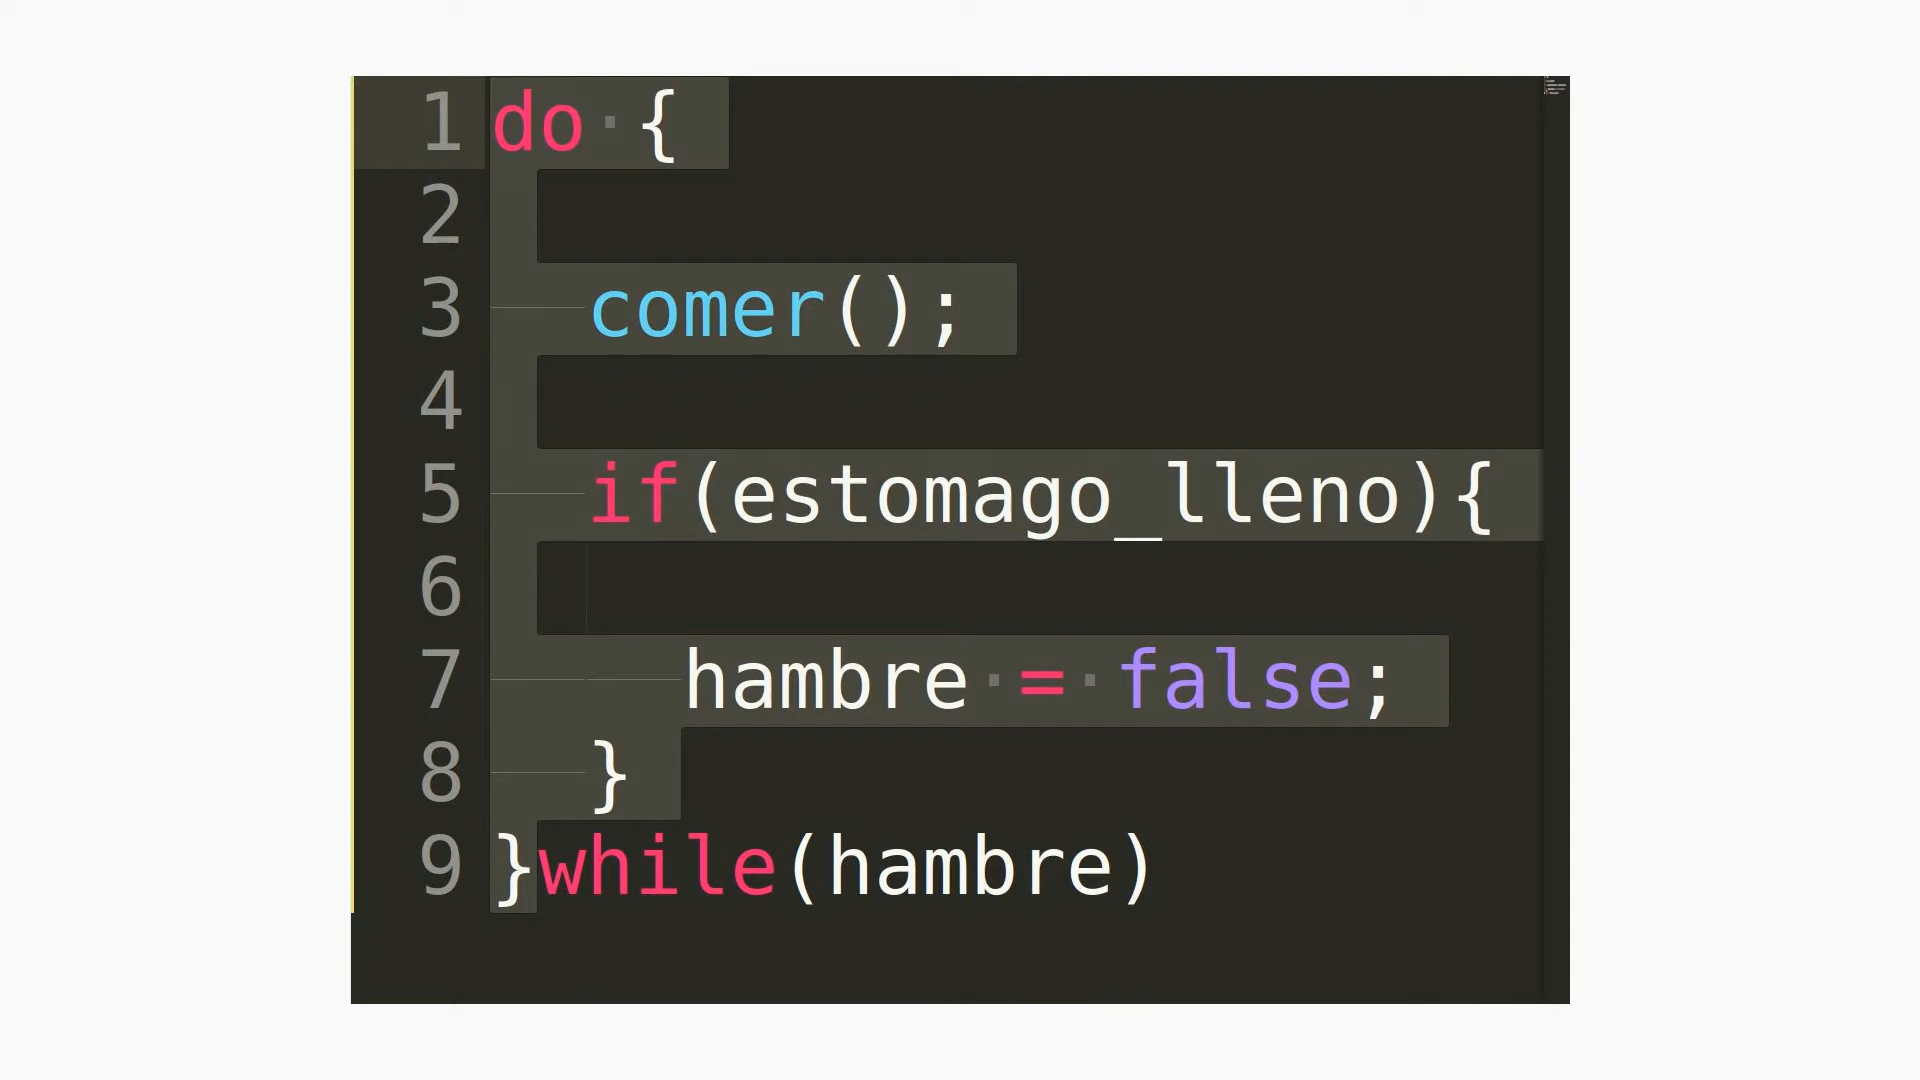 1 do {
2
3 comer();
4
5 if(estomago_lleno){
6
7 hambre = false;
8 }
9 }while(hambre)